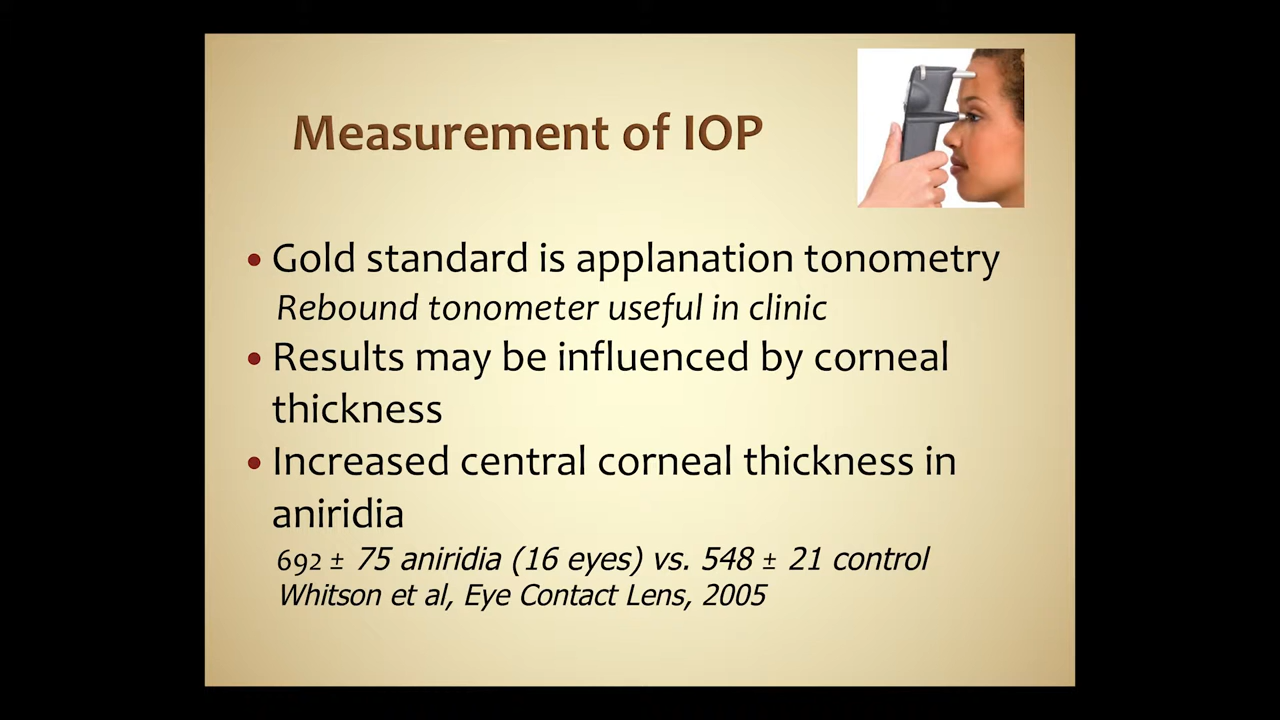 Measurement of IOP
• Gold standard is applanation tonometry
Rebound tonometer useful in clinic
• Results may be influenced by corneal
thickness
• Increased central corneal thickness in
aniridia
692 ± 75 aniridia (16 eyes) vs. 548 ± 21 control
Whitson et al, Eye Contact Lens, 2005